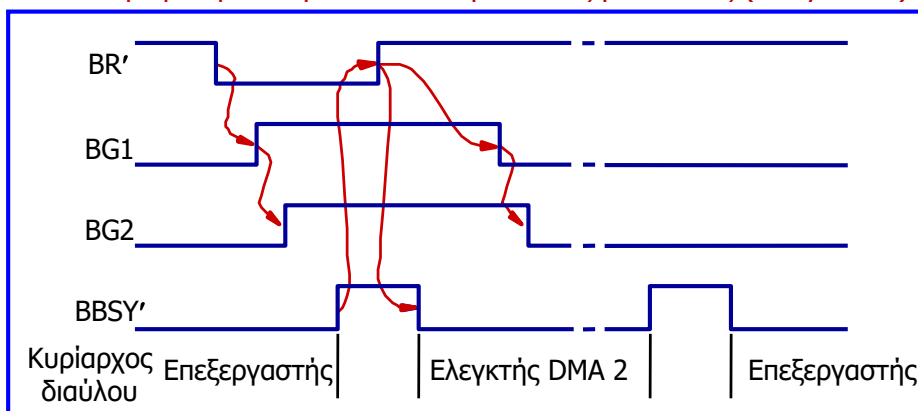 BR′
BG1
BG2
BBSY′
Κυρίαρχος
διαύλου
Επεξεργαστής
Ελεγκτής DMA 2
Επεξεργαστής